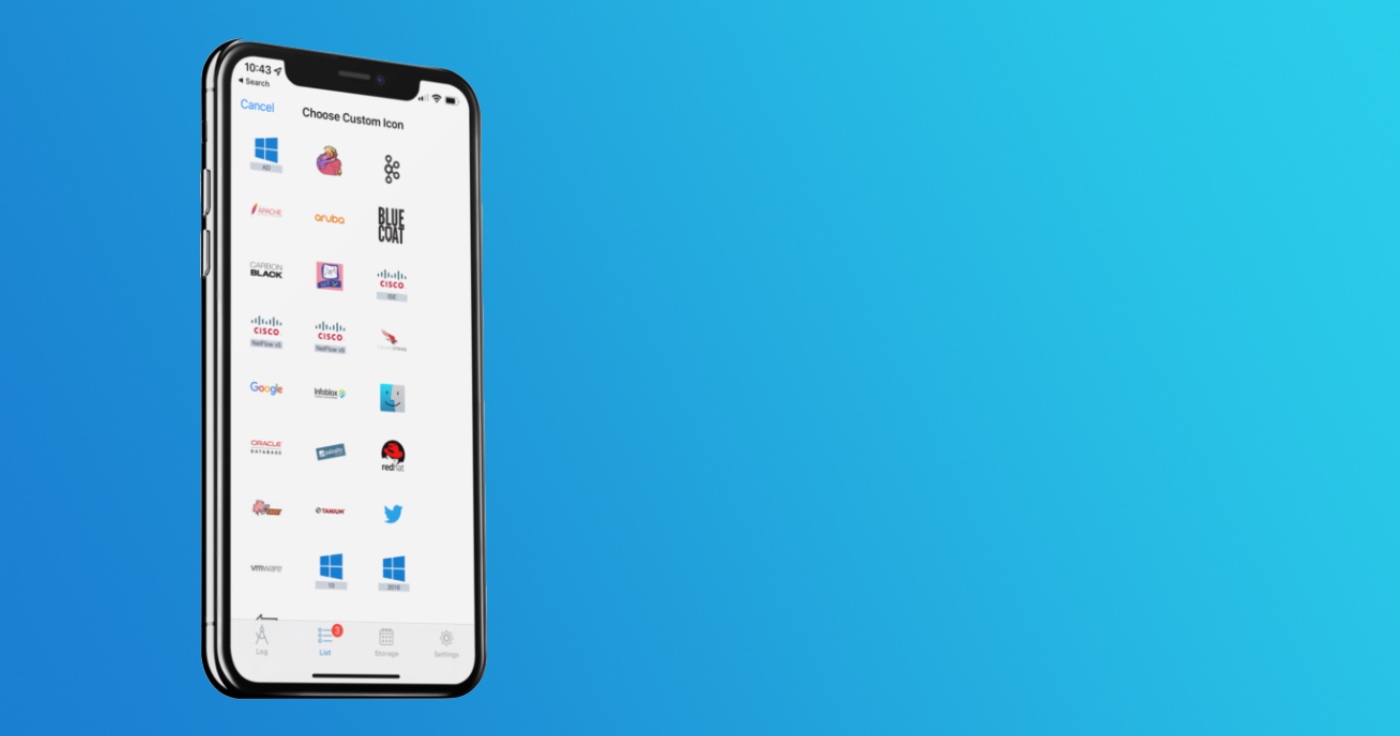 10:43
Search
Cancel
Choose Custom Icon
AD
APACHE
aruba
BLUE
COAT
CARBON
BLACK
CISCO
ISE
CISCO
NetFlow v5
CISCO
NetFlow v5
Google
Infoblox
ORACLE
DATABASE
redhat
TANIUM
vmware
10
2016
3
Log
List
Storage
Settings